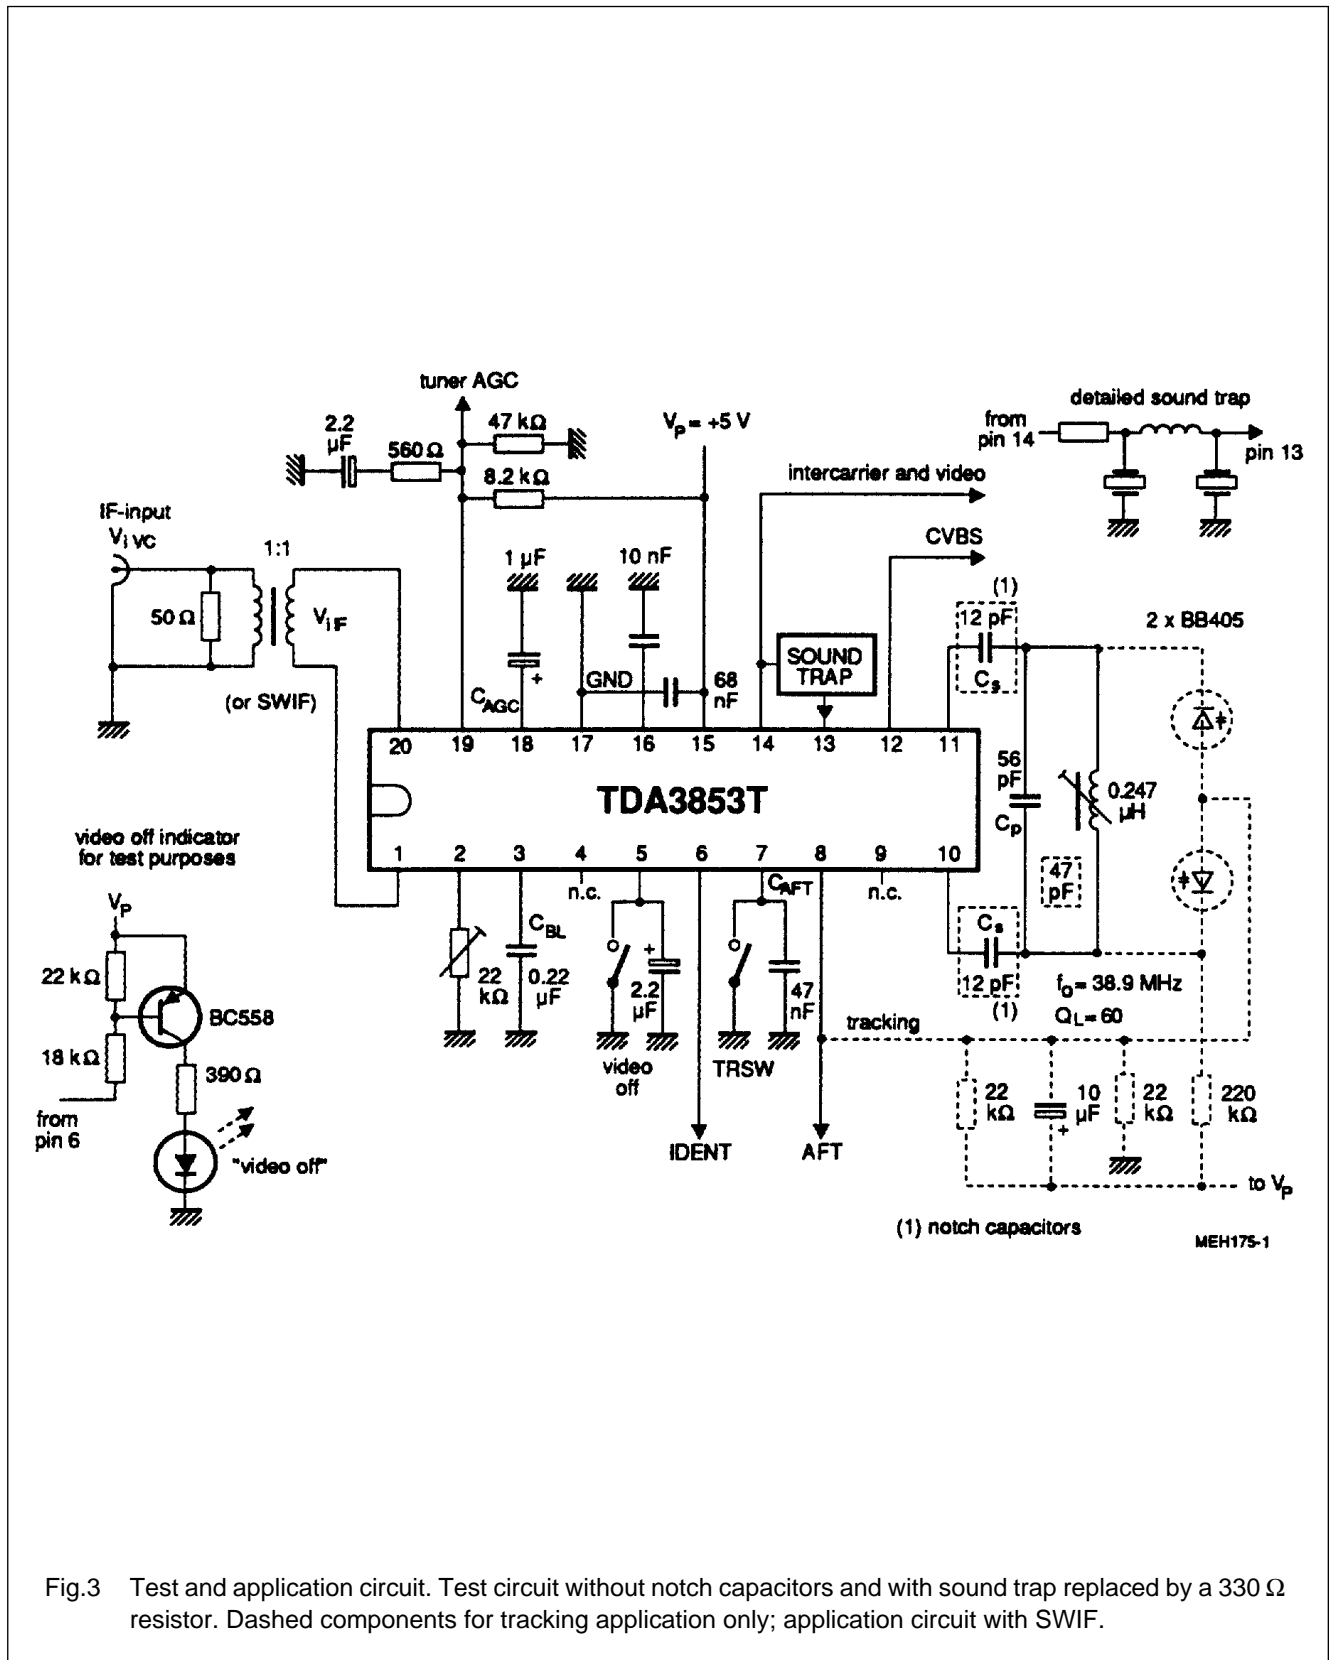 tuner AGC
2.2
µF
560 Ω
47 kΩ
8.2 kΩ
VP = +5 V
detailed sound trap
from
pin 14
pin 13
intercarrier and video
CVBS
IF-input
Vi VC
1:1
50 Ω
Vi IF
(or SWIF)
1 µF
10 nF
CAGC
GND
68
nF
SOUND
TRAP
(1)
12 pF
Cs
2 x BB405
20
19
18
17
16
15
14
13
12
11
TDA3853T
56
pF
Cp
0.247
µH
47
pF
1
2
3
4
5
6
7
8
9
10
n.c.
n.c.
CAFT
CBL
22
kΩ
0.22
µF
2.2
µF
47
nF
video
off
TRSW
IDENT
AFT
tracking
Cs
12 pF
(1)
fo = 38.9 MHz
QL = 60
22
kΩ
10
µF
22
kΩ
220
kΩ
to VP
video off indicator
for test purposes
VP
22 kΩ
BC558
18 kΩ
390 Ω
from
pin 6
"video off"
(1) notch capacitors
MEH175-1
Fig.3 Test and application circuit. Test circuit without notch capacitors and with sound trap replaced by a 330 Ω
resistor. Dashed components for tracking application only; application circuit with SWIF.